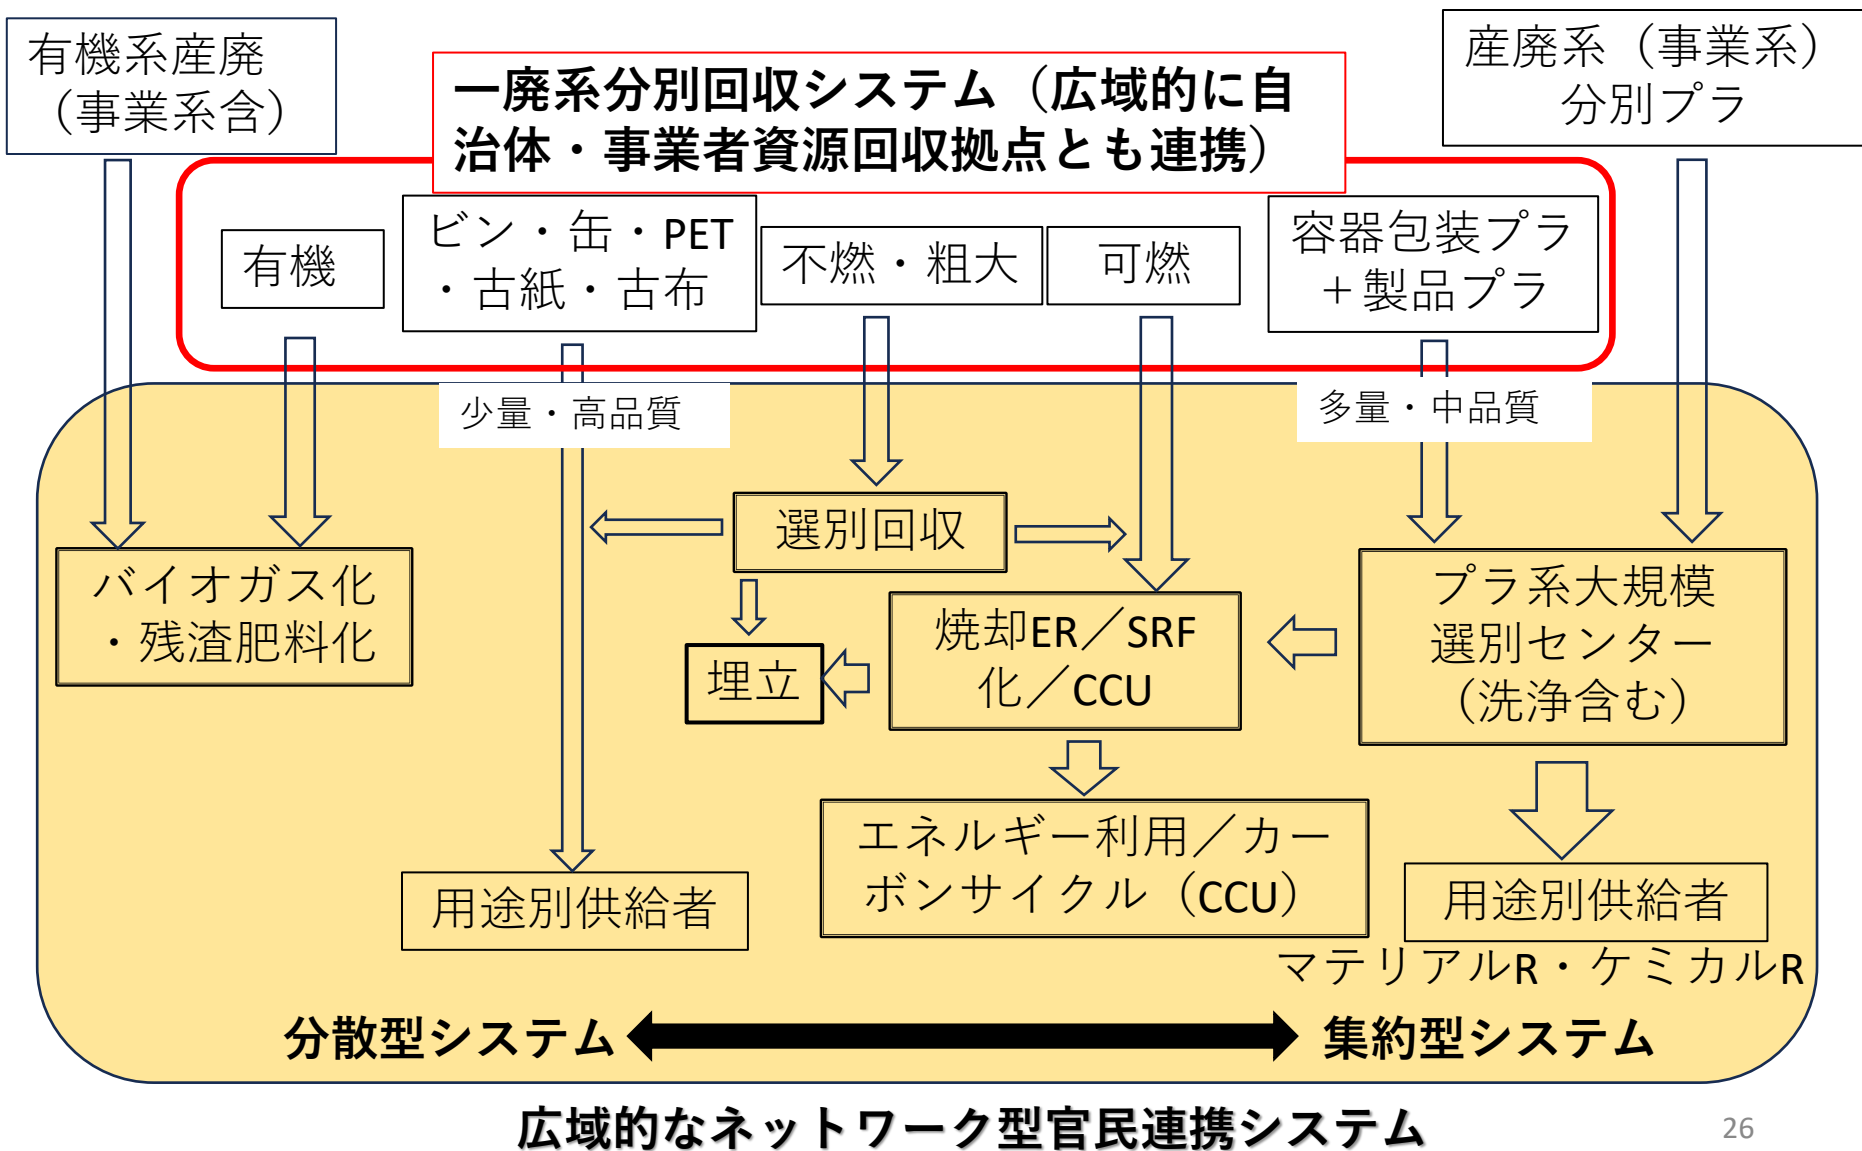 有機系産廃
（事業系含）
一廃系分別回収システム（広域的に自
治体・事業者資源回収拠点とも連携）
産廃系（事業系）
分別プラ
有機
ビン・缶・PET
・古紙・古布
不燃・粗大
可燃
容器包装プラ
＋製品プラ
少量・高品質
多量・中品質
選別回収
バイオガス化
・残渣肥料化
埋立
焼却ER／SRF
化／CCU
プラ系大規模
選別センター
（洗浄含む）
用途別供給者
エネルギー利用／カー
ボンサイクル（CCU）
用途別供給者
マテリアルR・ケミカルR
分散型システム
集約型システム
広域的なネットワーク型官民連携システム
26